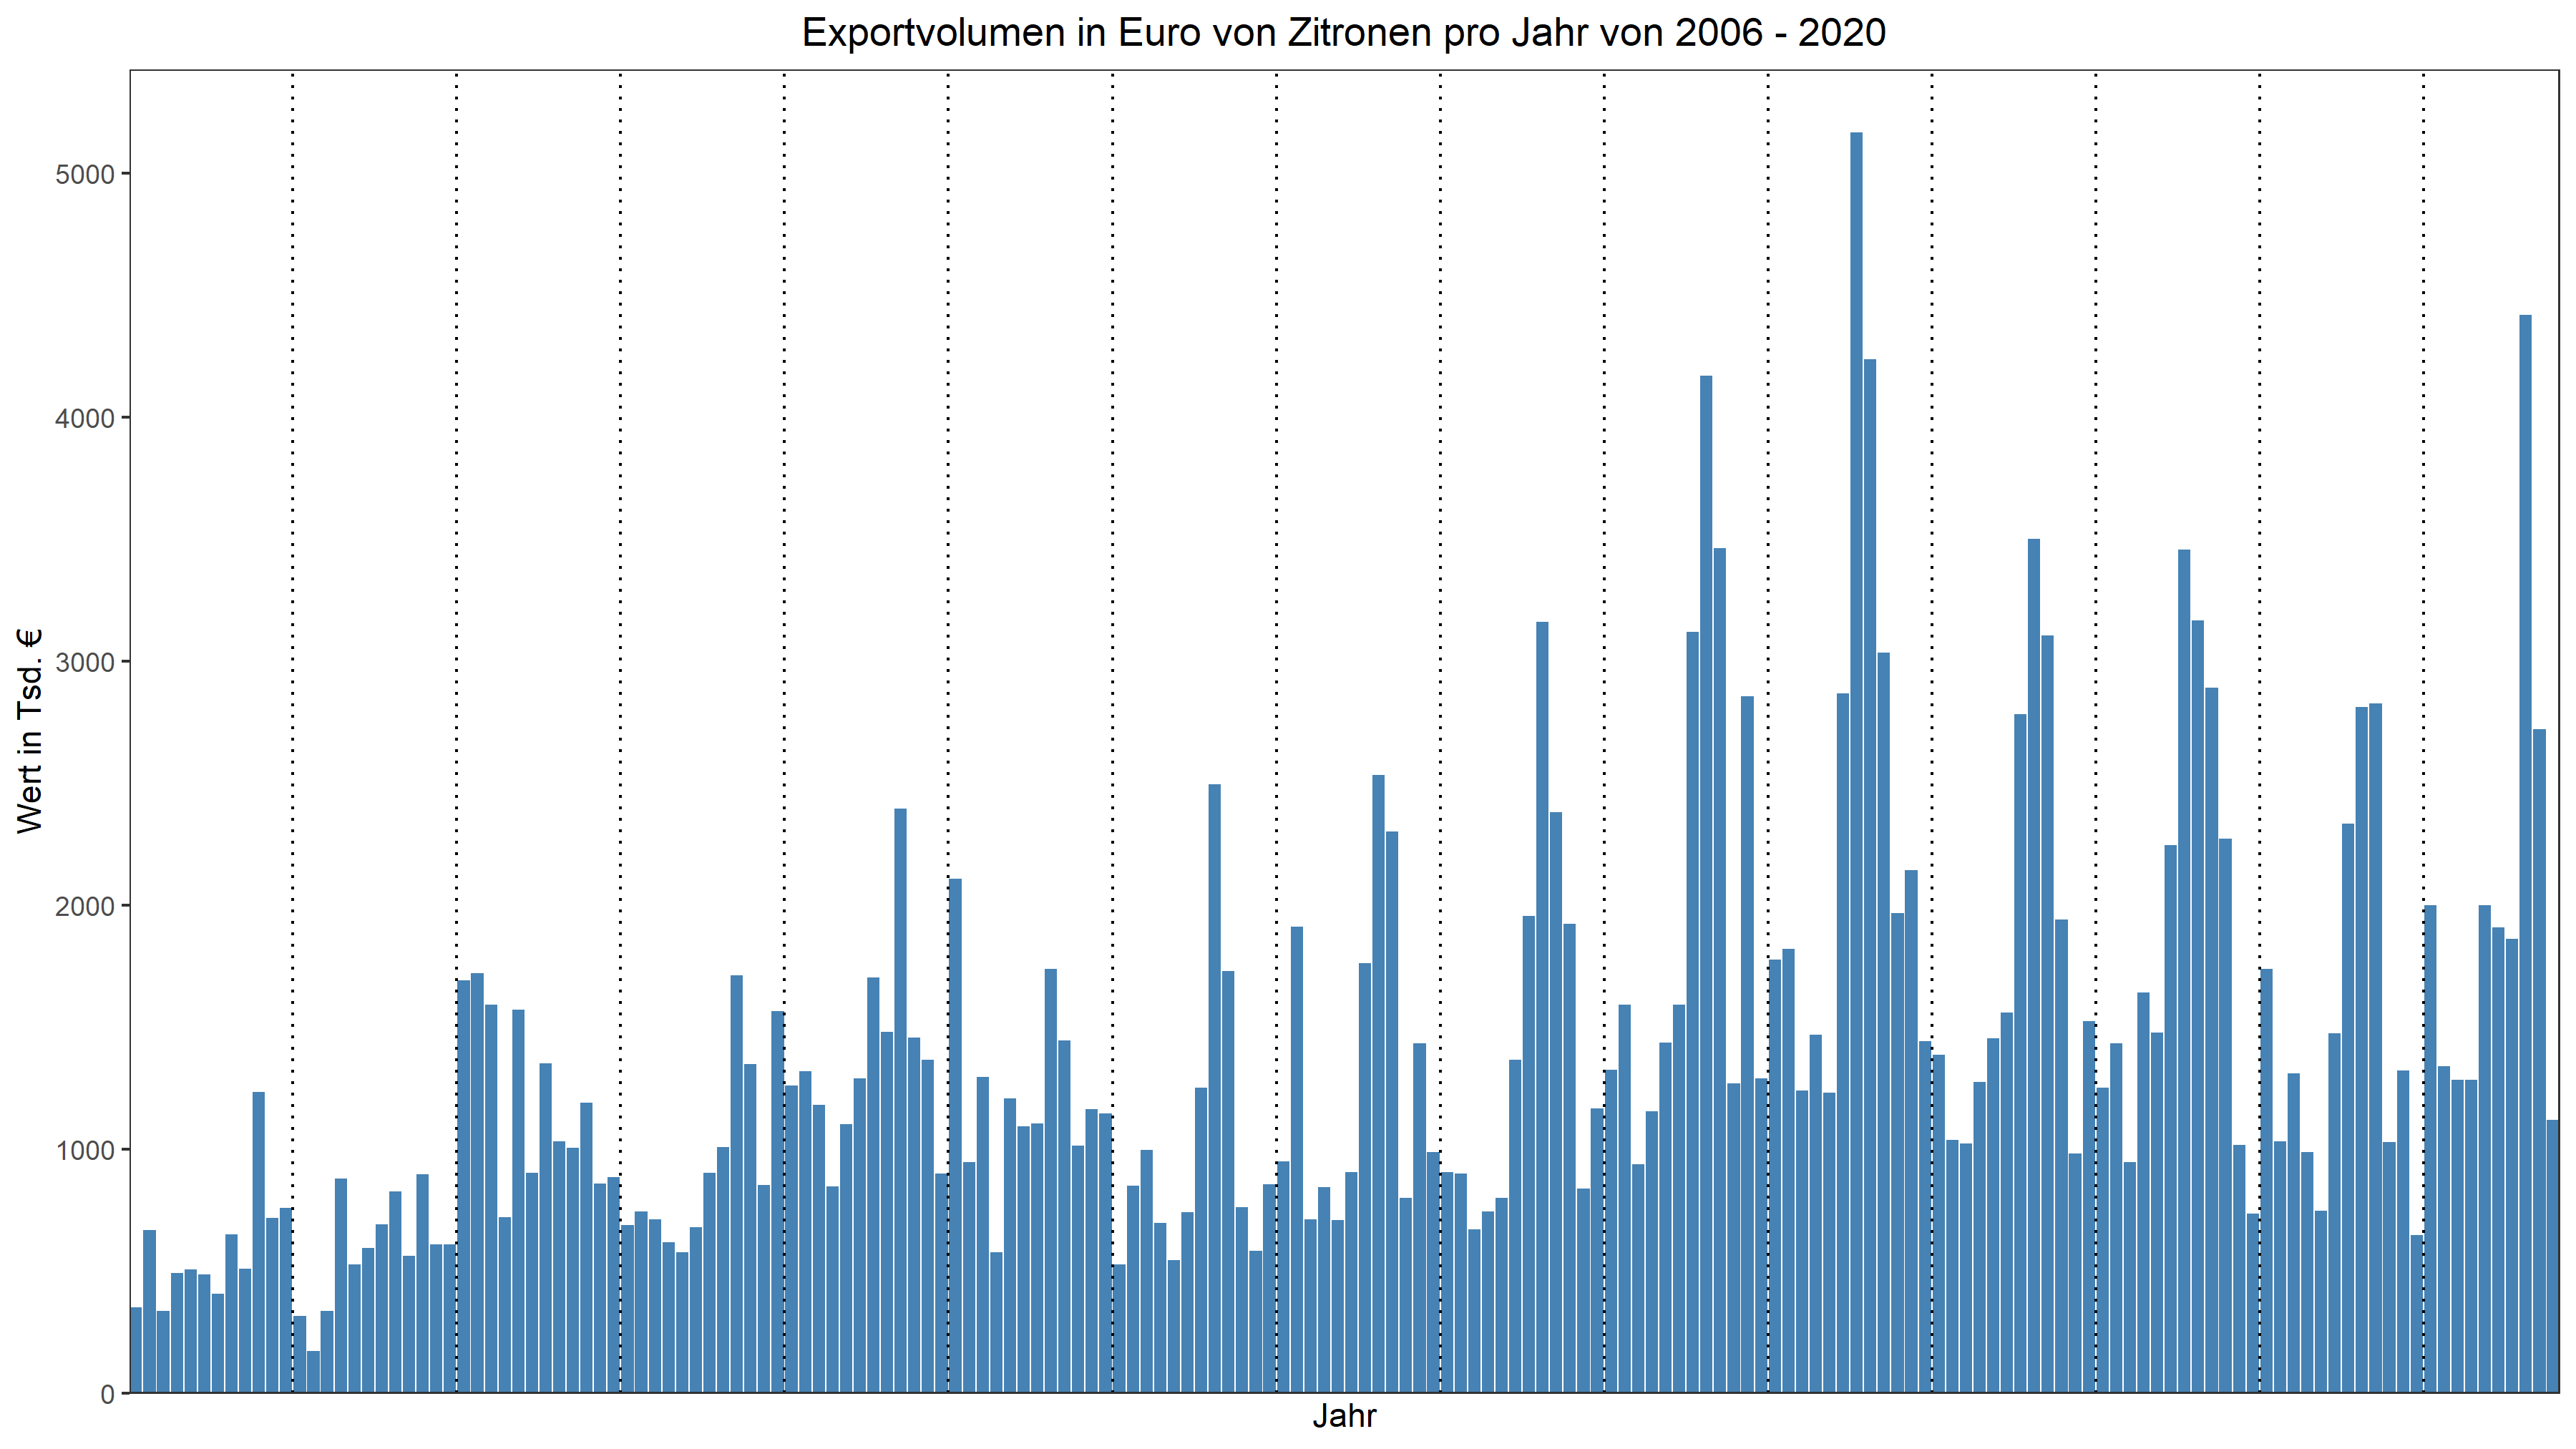 Exportvolumen in Euro von Zitronen pro Jahr von 2006 - 2020
Wert in Tsd. €
5000
4000
3000
2000
1000
0
Jahr